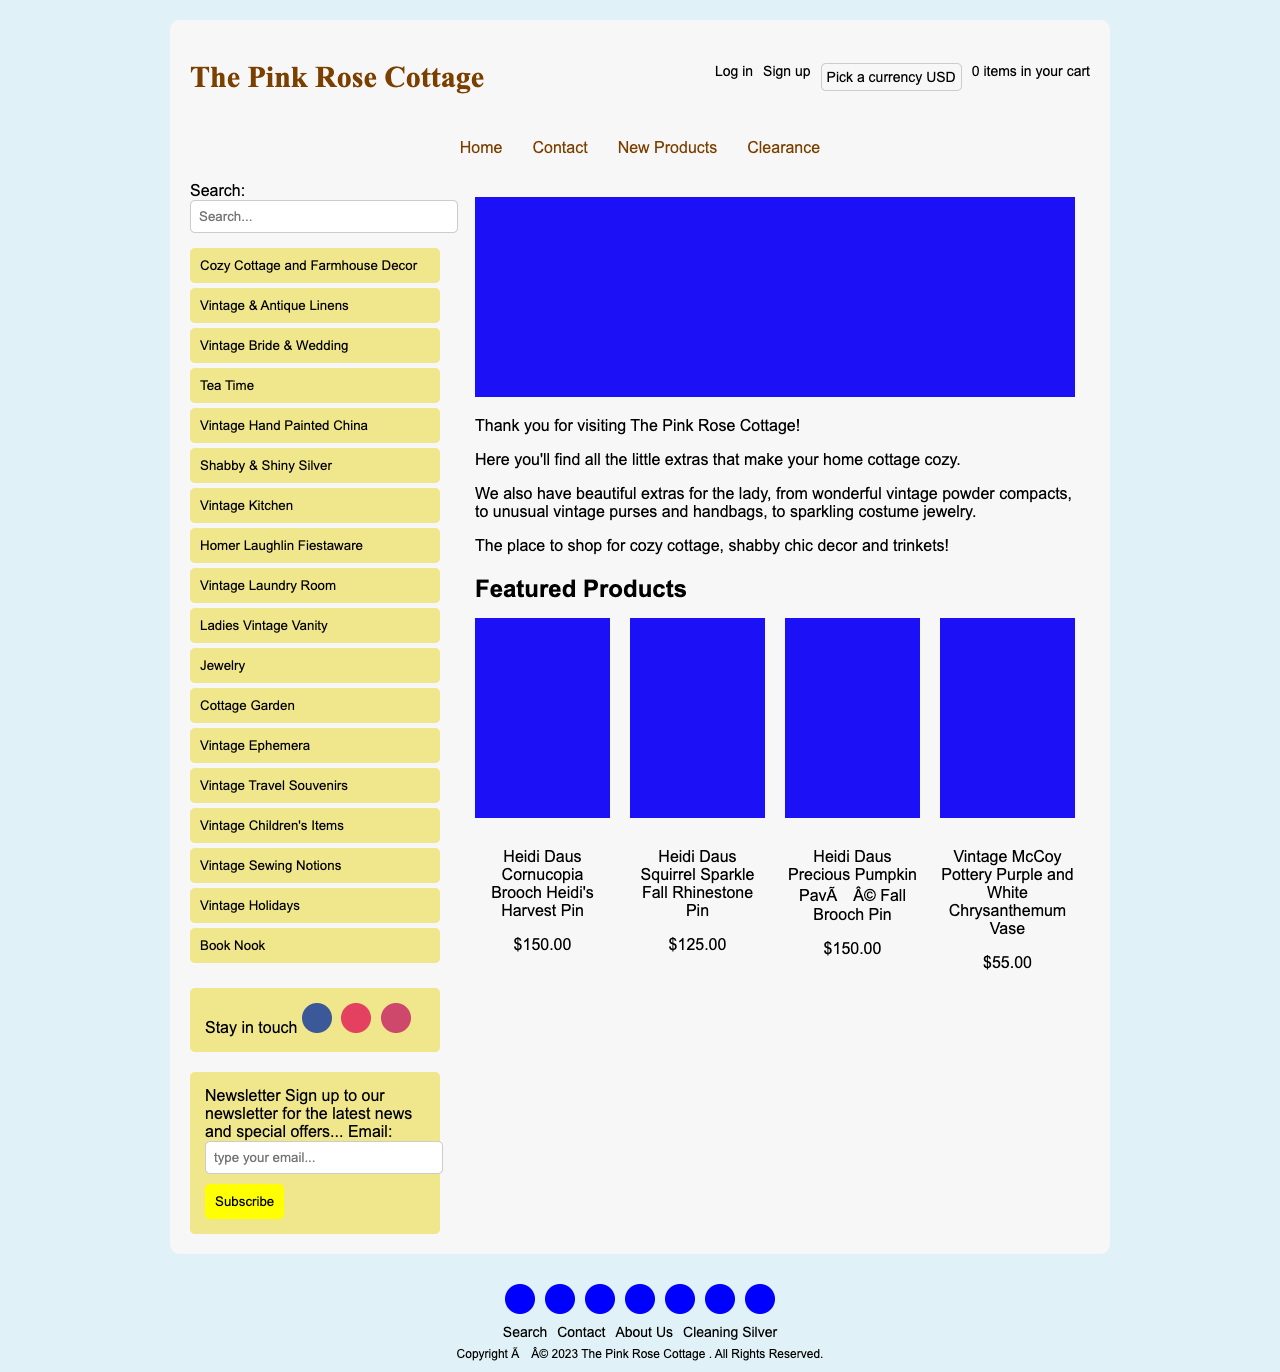 The Pink Rose Cottage
Log in
Sign up
Pick a currency USD
0 items in your cart
Home
Contact
New Products
Clearance
Search:
Search...
Cozy Cottage and Farmhouse Decor
Vintage & Antique Linens
Vintage Bride & Wedding
Tea Time
Vintage Hand Painted China
Shabby & Shiny Silver
Vintage Kitchen
Homer Laughlin Fiestaware
Vintage Laundry Room
Ladies Vintage Vanity
Jewelry
Cottage Garden
Vintage Ephemera
Vintage Travel Souvenirs
Vintage Children's Items
Vintage Sewing Notions
Vintage Holidays
Book Nook
Stay in touch
Newsletter Sign up to our
newsletter for the latest news
and special offers... Email:
type your email...
Subscribe
Thank you for visiting The Pink Rose Cottage!
Here you'll find all the little extras that make your home cottage cozy.
We also have beautiful extras for the lady, from wonderful vintage powder compacts,
to unusual vintage purses and handbags, to sparkling costume jewelry.
The place to shop for cozy cottage, shabby chic decor and trinkets!
Featured Products
Heidi Daus
Cornucopia
Brooch Heidi's
Harvest Pin
$150.00
Heidi Daus
Squirrel Sparkle
Fall Rhinestone
Pin
$125.00
Heidi Daus
Precious Pumpkin
PavÃ Â© Fall
Brooch Pin
$150.00
Vintage McCoy
Pottery Purple and
White
Chrysanthemum
Vase
$55.00
Search
Contact
About Us
Cleaning Silver
Copyright Ã Â© 2023 The Pink Rose Cottage . All Rights Reserved.